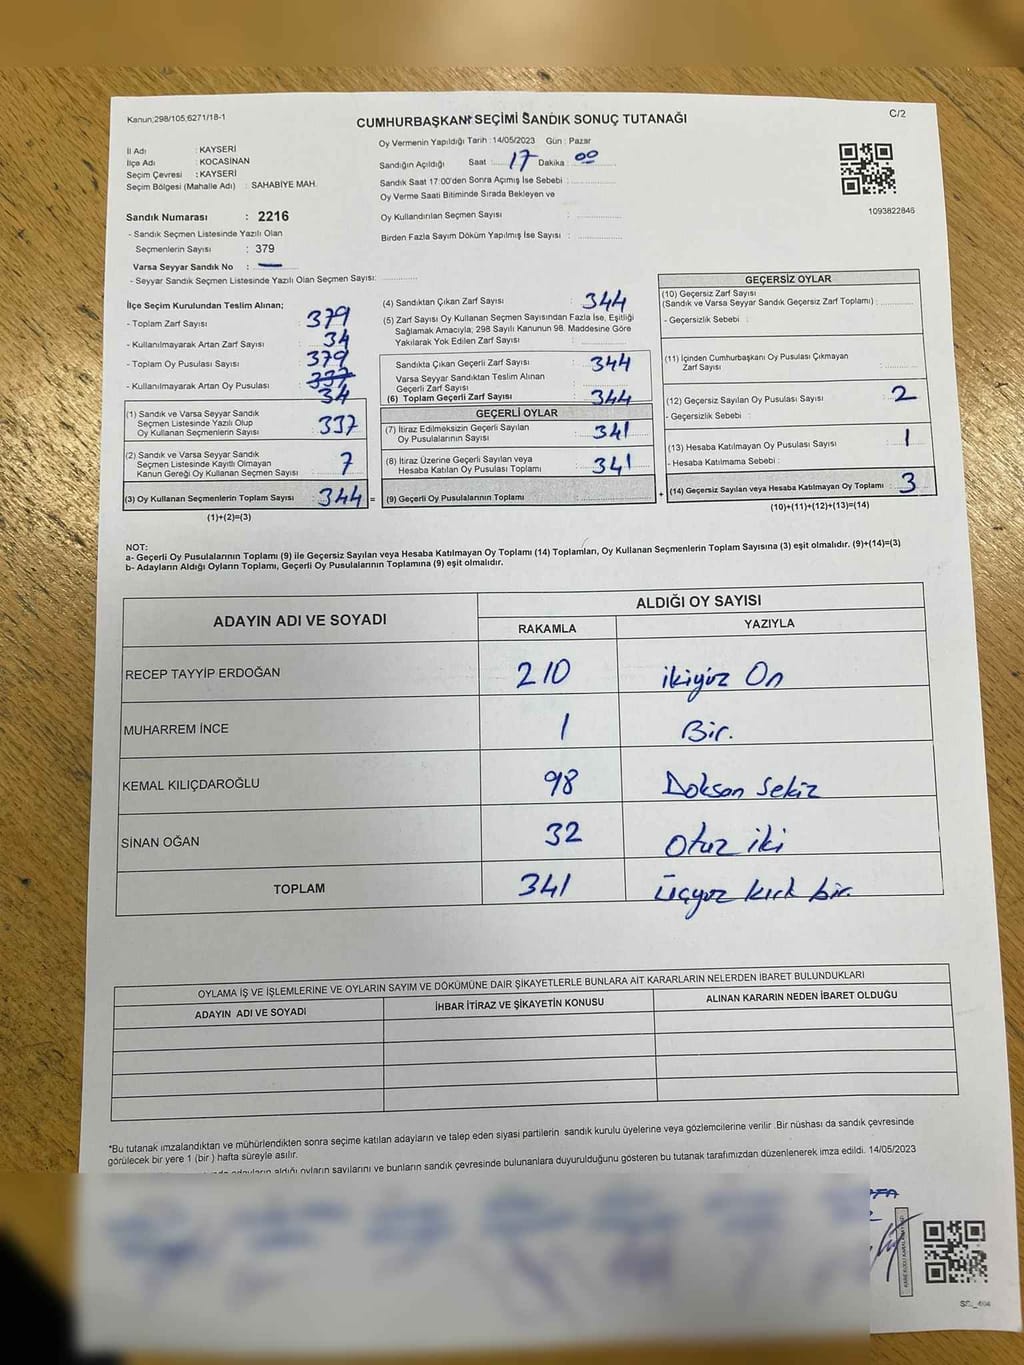 Kanun;298/105,6271/18-1
CUMHURBAŞKANI SEÇİMİ SANDIK SONUÇ TUTANAĞI
C/2
Oy Vermenin Yapıldığı Tarih : 14/05/2023 Gün : Pazar
İl Adı : KAYSERİ
İlçe Adı : KOCASİNAN
Seçim Çevresi : KAYSERİ
Seçim Bölgesi (Mahalle Adı) : SAHABİYE MAH.
Sandığın Açıldığı Saat : 17 Dakika : 00
Sandık Saat 17:00'den Sonra Açımış İse Sebebi :
Oy Verme Saati Bitiminde Sırada Bekleyen ve
Oy Kullandırılan Seçmen Sayısı :
Birden Fazla Sayım Döküm Yapılmış İse Sayısı :
1093822846
Sandık Numarası : 2216
- Sandık Seçmen Listesinde Yazılı Olan
Seçmenlerin Sayısı : 379
Varsa Seyyar Sandık No : —
- Seyyar Sandık Seçmen Listesinde Yazılı Olan Seçmen Sayısı:
İlçe Seçim Kurulundan Teslim Alınan;
- Toplam Zarf Sayısı : 379
- Kullanılmayarak Artan Zarf Sayısı : 34
- Toplam Oy Pusulası Sayısı : 379
- Kullanılmayarak Artan Oy Pusulası : 337
34
(1) Sandık ve Varsa Seyyar Sandık
Seçmen Listesinde Yazılı Olup
Oy Kullanan Seçmenlerin Sayısı : 337
(2) Sandık ve Varsa Seyyar Sandık
Seçmen Listesinde Kayıtlı Olmayan
Kanun Gereği Oy Kullanan Seçmen Sayısı : 7
(3) Oy Kullanan Seçmenlerin Toplam Sayısı : 344 =
(1)+(2)=(3)
(4) Sandıktan Çıkan Zarf Sayısı : 344
(5) Zarf Sayısı Oy Kullanan Seçmen Sayısından Fazla İse, Eşitliği
Sağlamak Amacıyla; 298 Sayılı Kanunun 98. Maddesine Göre
Yakılarak Yok Edilen Zarf Sayısı :
Sandıkta Çıkan Geçerli Zarf Sayısı : 344
Varsa Seyyar Sandıktan Teslim Alınan
Geçerli Zarf Sayısı :
(6) Toplam Geçerli Zarf Sayısı : 344
GEÇERLİ OYLAR
(7) İtiraz Edilmeksizin Geçerli Sayılan
Oy Pusulalarının Sayısı : 341
(8) İtiraz Üzerine Geçerli Sayılan veya
Hesaba Katılan Oy Pusulası Toplamı : 341
(9) Geçerli Oy Pusulalarının Toplamı : +
GEÇERSİZ OYLAR
(10) Geçersiz Zarf Sayısı
(Sandık ve Varsa Seyyar Sandık Geçersiz Zarf Toplamı) :
- Geçersizlik Sebebi :
(11) İçinden Cumhurbaşkanı Oy Pusulası Çıkmayan
Zarf Sayısı :
(12) Geçersiz Sayılan Oy Pusulası Sayısı : 2
- Geçersizlik Sebebi :
(13) Hesaba Katılmayan Oy Pusulası Sayısı : 1
- Hesaba Katılmama Sebebi :
(14) Geçersiz Sayılan veya Hesaba Katılmayan Oy Toplamı : 3
(10)+(11)+(12)+(13)=(14)
NOT:
a- Geçerli Oy Pusulalarının Toplamı (9) ile Geçersiz Sayılan veya Hesaba Katılmayan Oy Toplamı (14) Toplamları, Oy Kullanan Seçmenlerin Toplam Sayısına (3) eşit olmalıdır. (9)+(14)=(3)
b- Adayların Aldığı Oyların Toplamı, Geçerli Oy Pusulalarının Toplamına (9) eşit olmalıdır.
ADAYIN ADI VE SOYADI
ALDIĞI OY SAYISI
RAKAMLA YAZIYLA
RECEP TAYYİP ERDOĞAN 210 ikiyüz On
MUHARREM İNCE 1 Bir.
KEMAL KILIÇDAROĞLU 98 Doksan Sekiz
SİNAN OĞAN 32 Otuz iki
TOPLAM 341 Üçyüz kırk bir.
OYLAMA İŞ VE İŞLEMLERİNE VE OYLARIN SAYIM VE DÖKÜMÜNE DAİR ŞİKAYETLERLE BUNLARA AİT KARARLARIN NELERDEN İBARET BULUNDUKLARI
ADAYIN ADI VE SOYADI İHBAR İTİRAZ VE ŞİKAYETİN KONUSU ALINAN KARARIN NEDEN İBARET OLDUĞU
*Bu tutanak imzalandıktan ve mühürlendikten sonra seçime katılan adayların ve talep eden siyasi partilerin sandık kurulu üyelerine veya gözlemcilerine verilir .Bir nüshası da sandık çevresinde
görülecek bir yere 1 (bir ) hafta süreyle asılır.
adayların aldığı oyların sayılarını ve bunların sandık çevresinde bulunanlara duyurulduğunu gösteren bu tutanak tarafımızdan düzenlenerek imza edildi. 14/05/2023